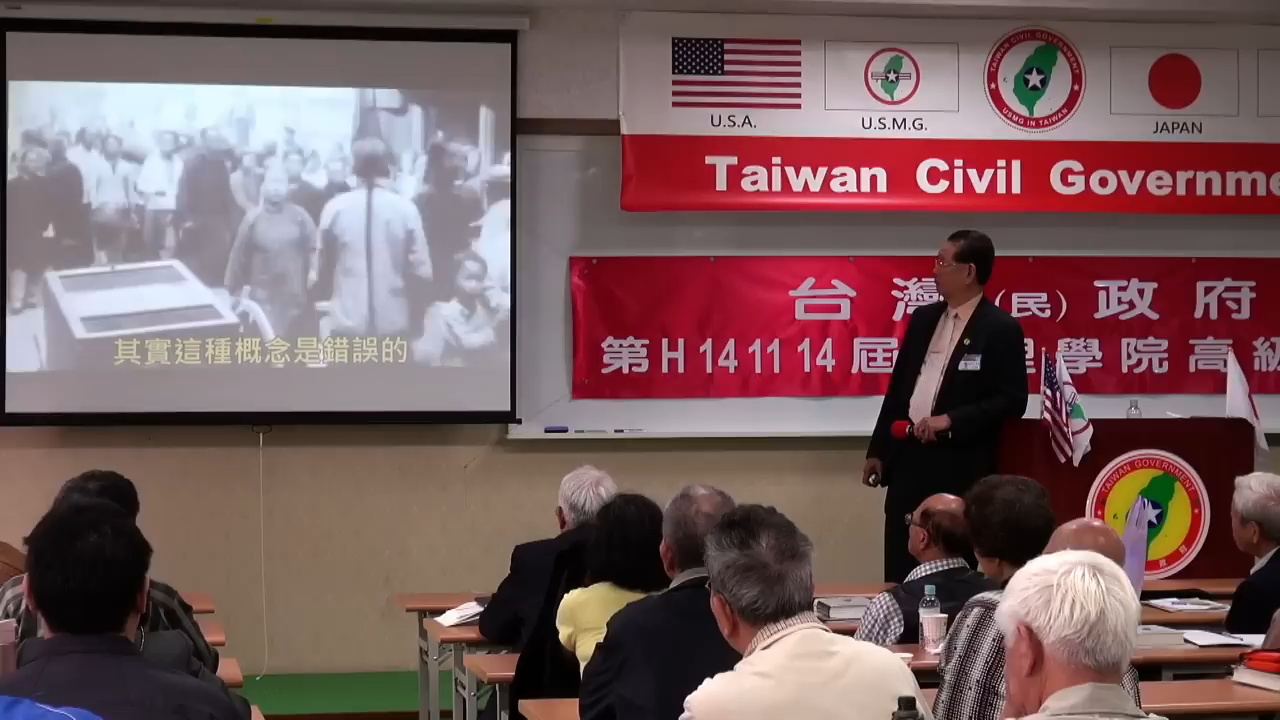 其實這種概念是錯誤的
U.S.A.
U.S.M.G.
TAIWAN CIVIL GOVERNMENT
USMG IN TAIWAN
JAPAN
Taiwan Civil Governme
台灣(民)政府
第H 14 11 14 屆 理學院高級
TAIWAN GOVERNMENT